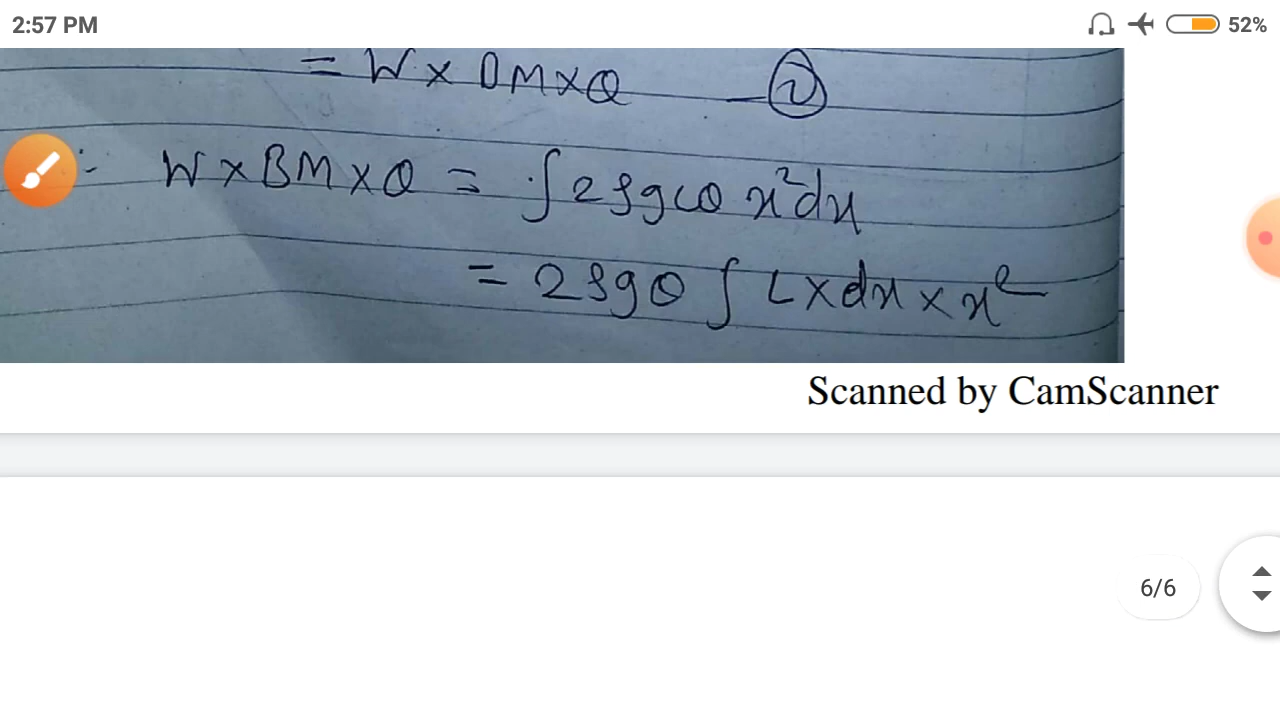 2:57 PM 52%
= W × BM × θ — ②
∴ W × BM × θ = ∫ 2ρgLθ x²dx
= 2ρgθ ∫ L × dx × x²
Scanned by CamScanner
6/6